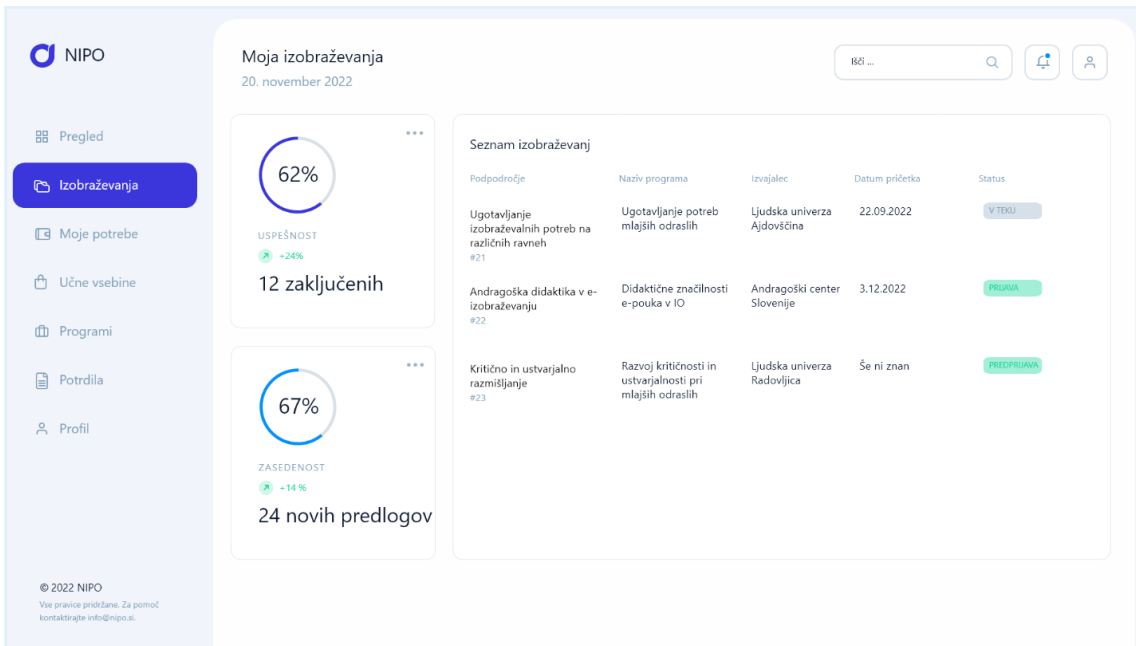 NIPO
Pregled
Izobraževanja
Moje potrebe
Učne vsebine
Programi
Potrdila
Profil
© 2022 NIPO
Vse pravice pridržane. Za pomoč
kontaktirajte info@nipo.si.
Moja izobraževanja
20. november 2022
Išči ...
62%
USPEŠNOST
+24%
12 zaključenih
67%
ZASEDENOST
+14 %
24 novih predlogov
Seznam izobraževanj
Podpodročje Naziv programa Izvajalec Datum pričetka Status
Ugotavljanje
izobraževalnih potreb na
različnih ravneh
#21
Ugotavljanje potreb
mlajših odraslih
Ljudska univerza
Ajdovščina
22.09.2022
V TEKU
Andragoška didaktika v e-
izobraževanju
#22
Didaktične značilnosti
e-pouka v IO
Andragoški center
Slovenije
3.12.2022
PRIJAVA
Kritično in ustvarjalno
razmišljanje
#23
Razvoj kritičnosti in
ustvarjalnosti pri
mlajših odraslih
Ljudska univerza
Radovljica
Še ni znan
PREDPRIJAVA